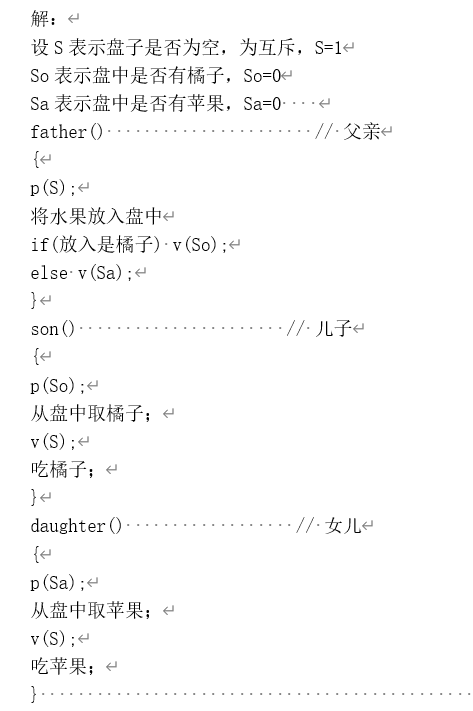 解：
设 S 表示盘子是否为空，为互斥，S=1
So 表示盘中是否有橘子，So=0
Sa 表示盘中是否有苹果，Sa=0
father() // 父亲
{
p(S);
将水果放入盘中
if(放入是橘子) v(So);
else v(Sa);
}
son() // 儿子
{
p(So);
从盘中取橘子；
v(S);
吃橘子；
}
daughter() // 女儿
{
p(Sa);
从盘中取苹果；
v(S);
吃苹果；
}